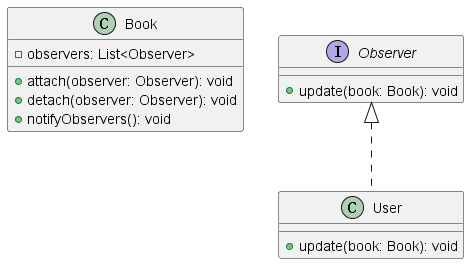 C Book
observers: List<Observer>
attach(observer: Observer): void
detach(observer: Observer): void
notifyObservers(): void
I Observer
update(book: Book): void
C User
update(book: Book): void